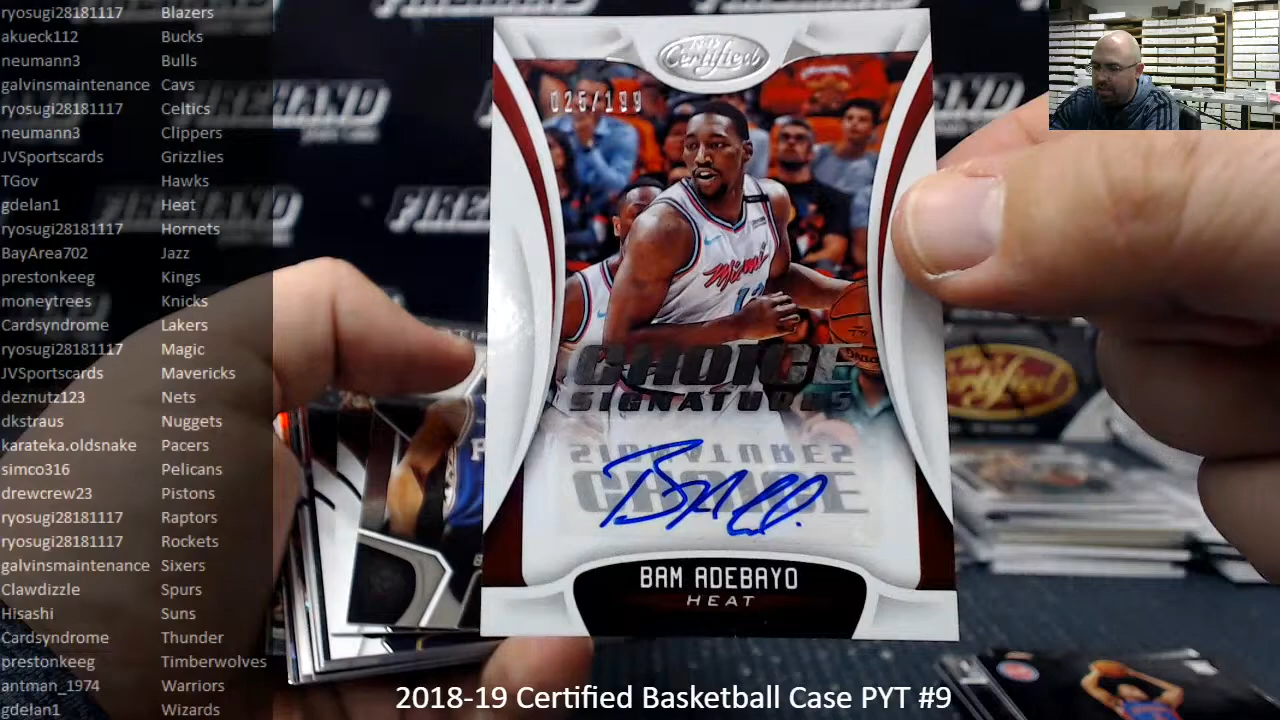 ryosugi28181117 Blazers
akueck112 Bucks
neumann3 Bulls
galvinsmaintenance Cavs
ryosugi28181117 Celtics
neumann3 Clippers
JVSportscards Grizzlies
TGov Hawks
gdelan1 Heat
ryosugi28181117 Hornets
BayArea702 Jazz
prestonkeeg Kings
moneytrees Knicks
Cardsyndrome Lakers
ryosugi28181117 Magic
JVSportscards Mavericks
deznutz123 Nets
dkstraus Nuggets
karateka.oldsnake Pacers
simco316 Pelicans
drewcrew23 Pistons
ryosugi28181117 Raptors
ryosugi28181117 Rockets
galvinsmaintenance Sixers
Clawdizzle Spurs
Hisashi Suns
Cardsyndrome Thunder
prestonkeeg Timberwolves
antman_1974 Warriors
gdelan1 Wizards
FIREHAND
Certified
025/199
Miami
CHOICE
SIGNATURES
SIGNATURES
CHOICE
BAM ADEBAYO
HEAT
Certified
2018-19 Certified Basketball Case PYT #9